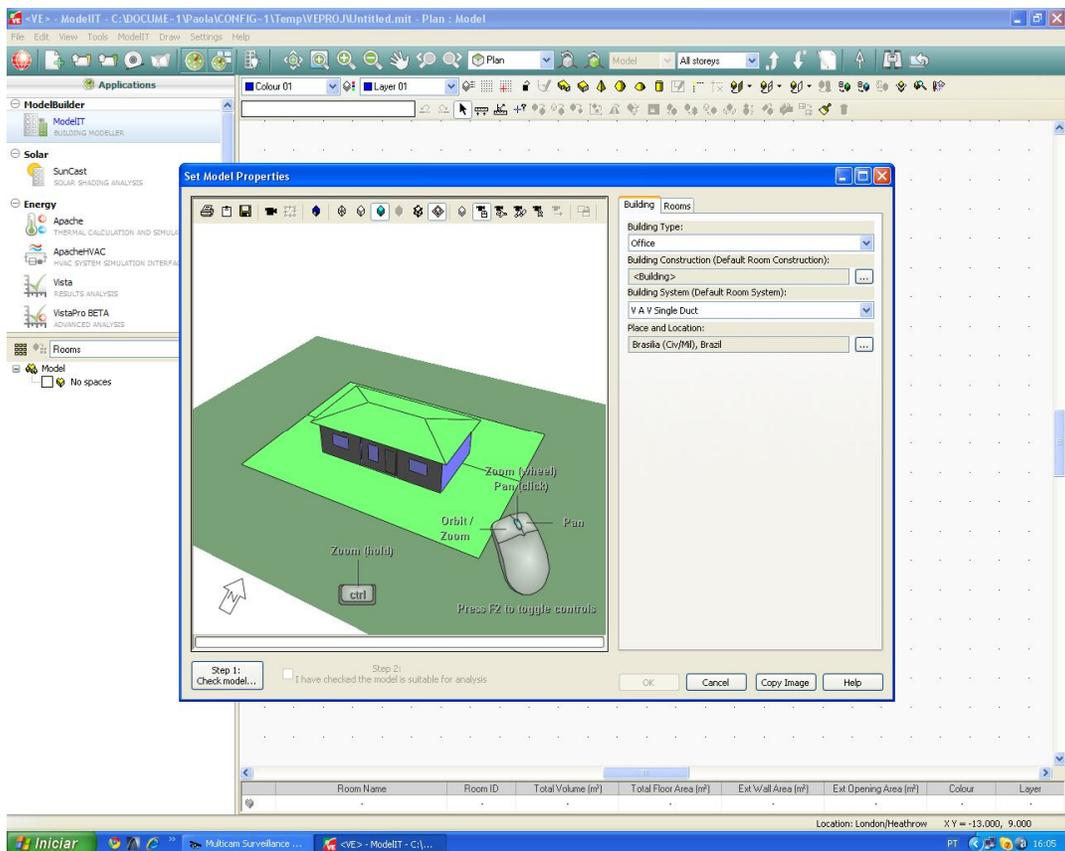 <VE> - ModelIT - C:\DOCUME~1\Paola\CONFIG~1\Temp\VEPROJ\Untitled.mit - Plan : Model
File Edit View Tools ModelIT Draw Settings Help
Plan Model All storeys
Applications Colour 01 Layer 01
ModelBuilder
ModelIT
BUILDING MODELLER
Solar
SunCast
SOLAR SHADING ANALYSIS
Energy
Apache
THERMAL CALCULATION AND SIMULA
ApacheHVAC
HVAC SYSTEM SIMULATION INTERFAC
Vista
RESULTS ANALYSIS
VistaPro BETA
ADVANCED ANALYSIS
Rooms
Model
No spaces
Set Model Properties
Building Rooms
Building Type:
Office
Building Construction (Default Room Construction):
<Building>
...
Building System (Default Room System):
V A V Single Duct
Place and Location:
Brasilia (Civ/Mil), Brazil
...
Zoom (wheel)
Pan (click)
Orbit /
Zoom
Pan
Zoom (hold)
ctrl
Press F2 to toggle controls
N
Step 1:
Check model...
Step 2:
I have checked the model is suitable for analysis
OK Cancel Copy Image Help
Room Name Room ID Total Volume (m³) Total Floor Area (m²) Ext Wall Area (m²) Ext Opening Area (m²) Colour Layer
Location: London/Heathrow X Y = -13.000, 9.000
Iniciar Multicam Surveillance ... <VE> - ModelIT - C:\... PT 16:05